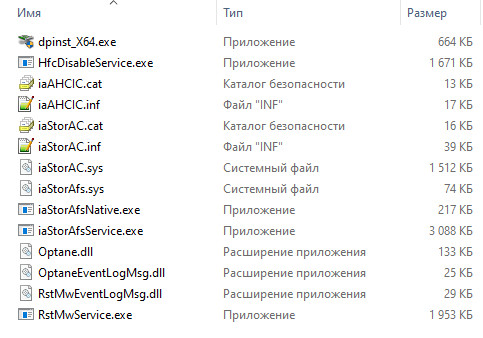 Имя Тип Размер
dpinst_X64.exe Приложение 664 КБ
HfcDisableService.exe Приложение 1 671 КБ
iaAHCIC.cat Каталог безопасности 13 КБ
iaAHCIC.inf Файл "INF" 17 КБ
iaStorAC.cat Каталог безопасности 16 КБ
iaStorAC.inf Файл "INF" 39 КБ
iaStorAC.sys Системный файл 1 512 КБ
iaStorAfs.sys Системный файл 74 КБ
iaStorAfsNative.exe Приложение 217 КБ
iaStorAfsService.exe Приложение 3 088 КБ
Optane.dll Расширение приложения 133 КБ
OptaneEventLogMsg.dll Расширение приложения 25 КБ
RstMwEventLogMsg.dll Расширение приложения 29 КБ
RstMwService.exe Приложение 1 953 КБ